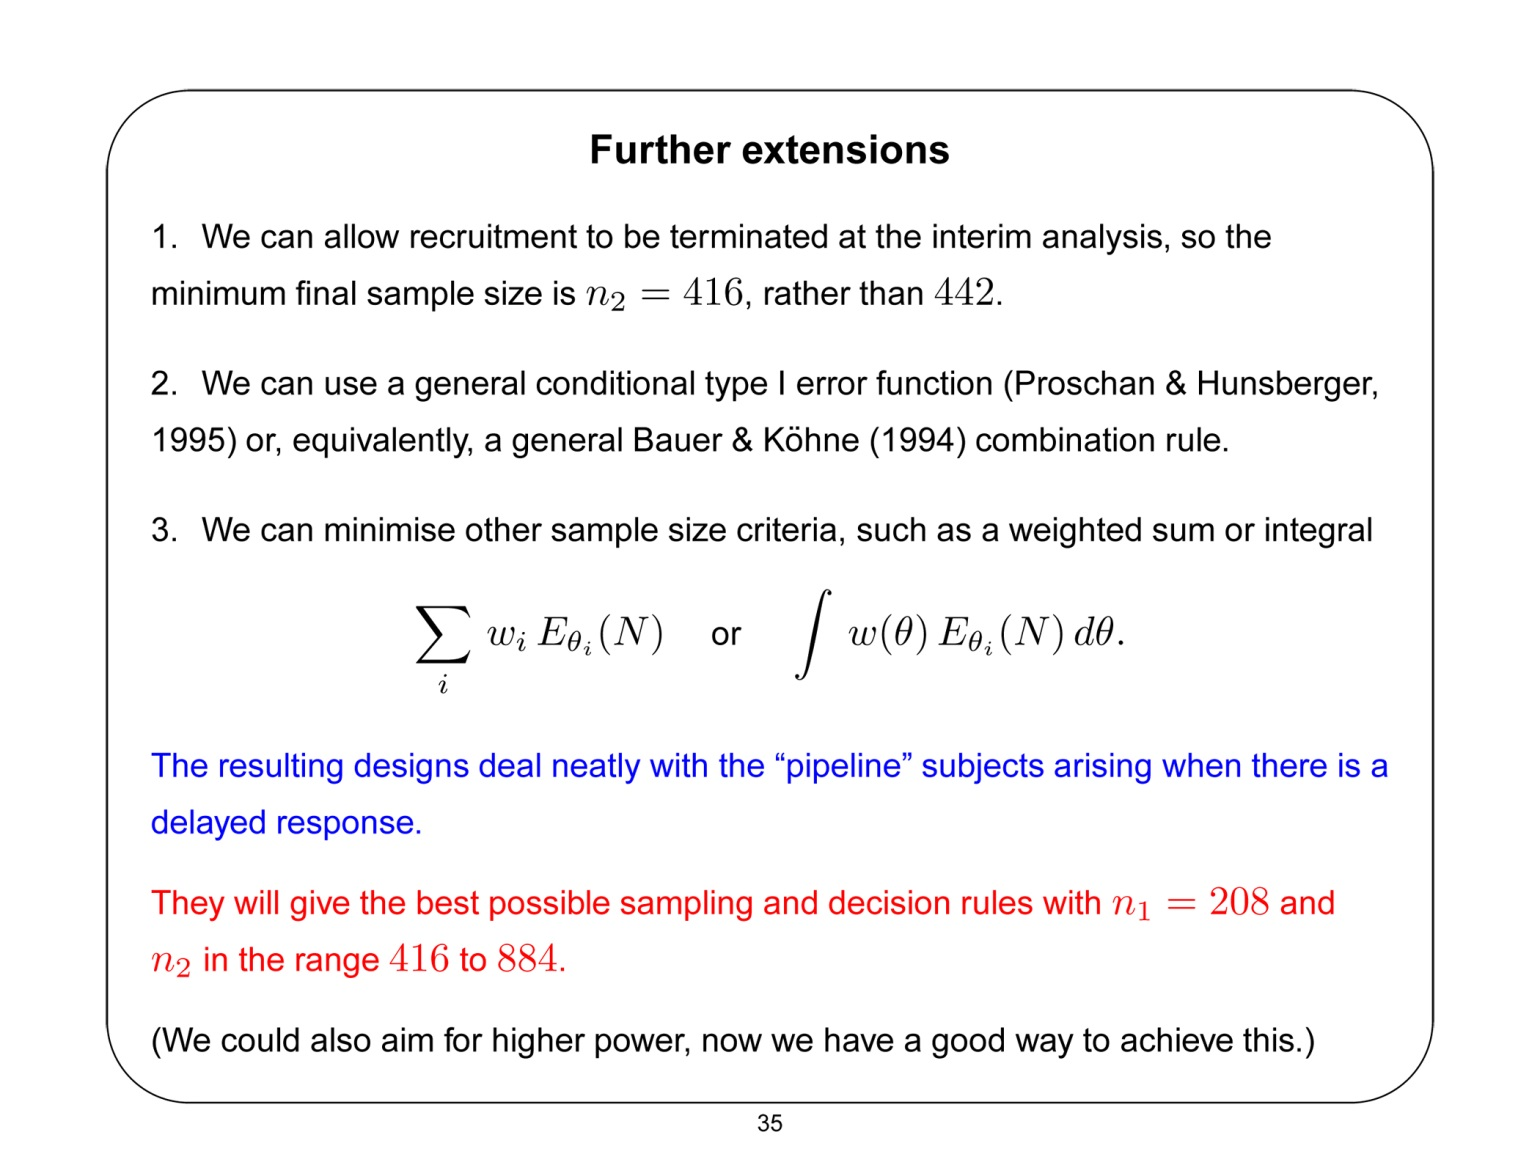 Further extensions
1. We can allow recruitment to be terminated at the interim analysis, so the
minimum final sample size is n₂ = 416, rather than 442.
2. We can use a general conditional type I error function (Proschan & Hunsberger,
1995) or, equivalently, a general Bauer & Köhne (1994) combination rule.
3. We can minimise other sample size criteria, such as a weighted sum or integral
∑_i w_i E_{θ_i}(N) or ∫ w(θ) E_{θ_i}(N) dθ.
The resulting designs deal neatly with the “pipeline” subjects arising when there is a
delayed response.
They will give the best possible sampling and decision rules with n₁ = 208 and
n₂ in the range 416 to 884.
(We could also aim for higher power, now we have a good way to achieve this.)
35